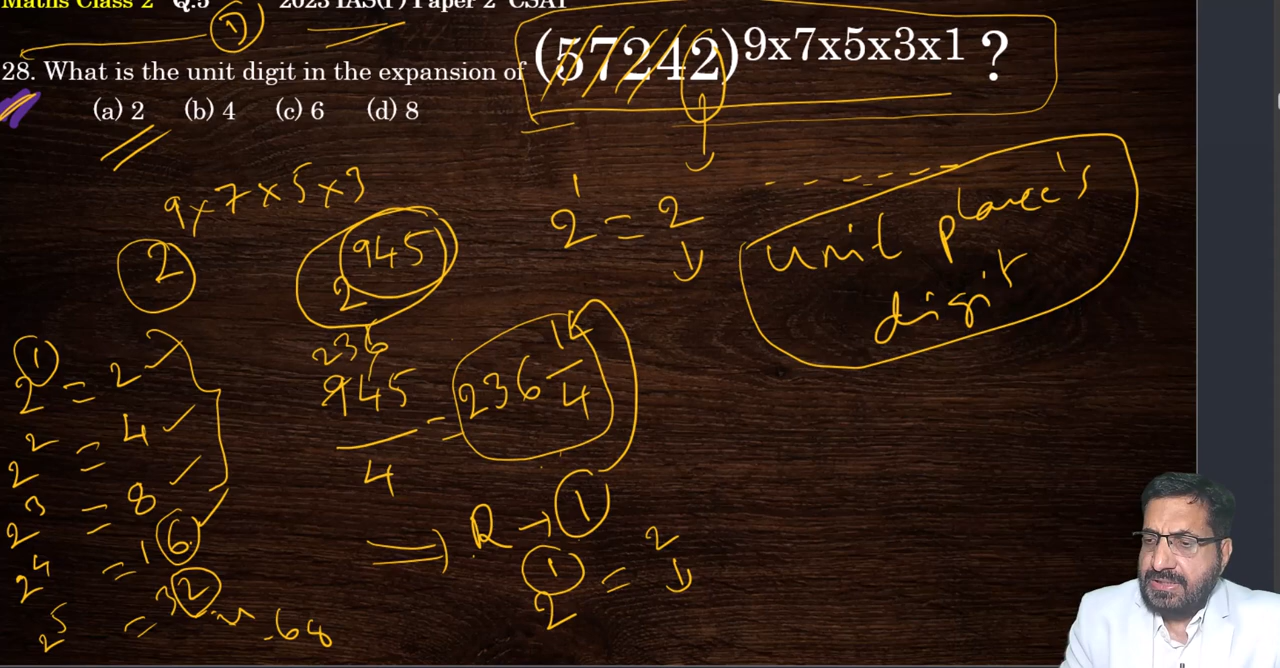 Maths Class 2 Q.5 2023 IAS(P) Paper 2 CSAT
1
28. What is the unit digit in the expansion of (57242)^9x7x5x3x1 ?
(a) 2 (b) 4 (c) 6 (d) 8
9x7x5x3
2
2^945
2^1 = 2
unit place's
digit
2^1 = 2
2^2 = 4
2^3 = 8
2^4 = 16
2^5 = 32 64
236
945/4 = 236 1/4
⇒ R → 1
2^1 = 2